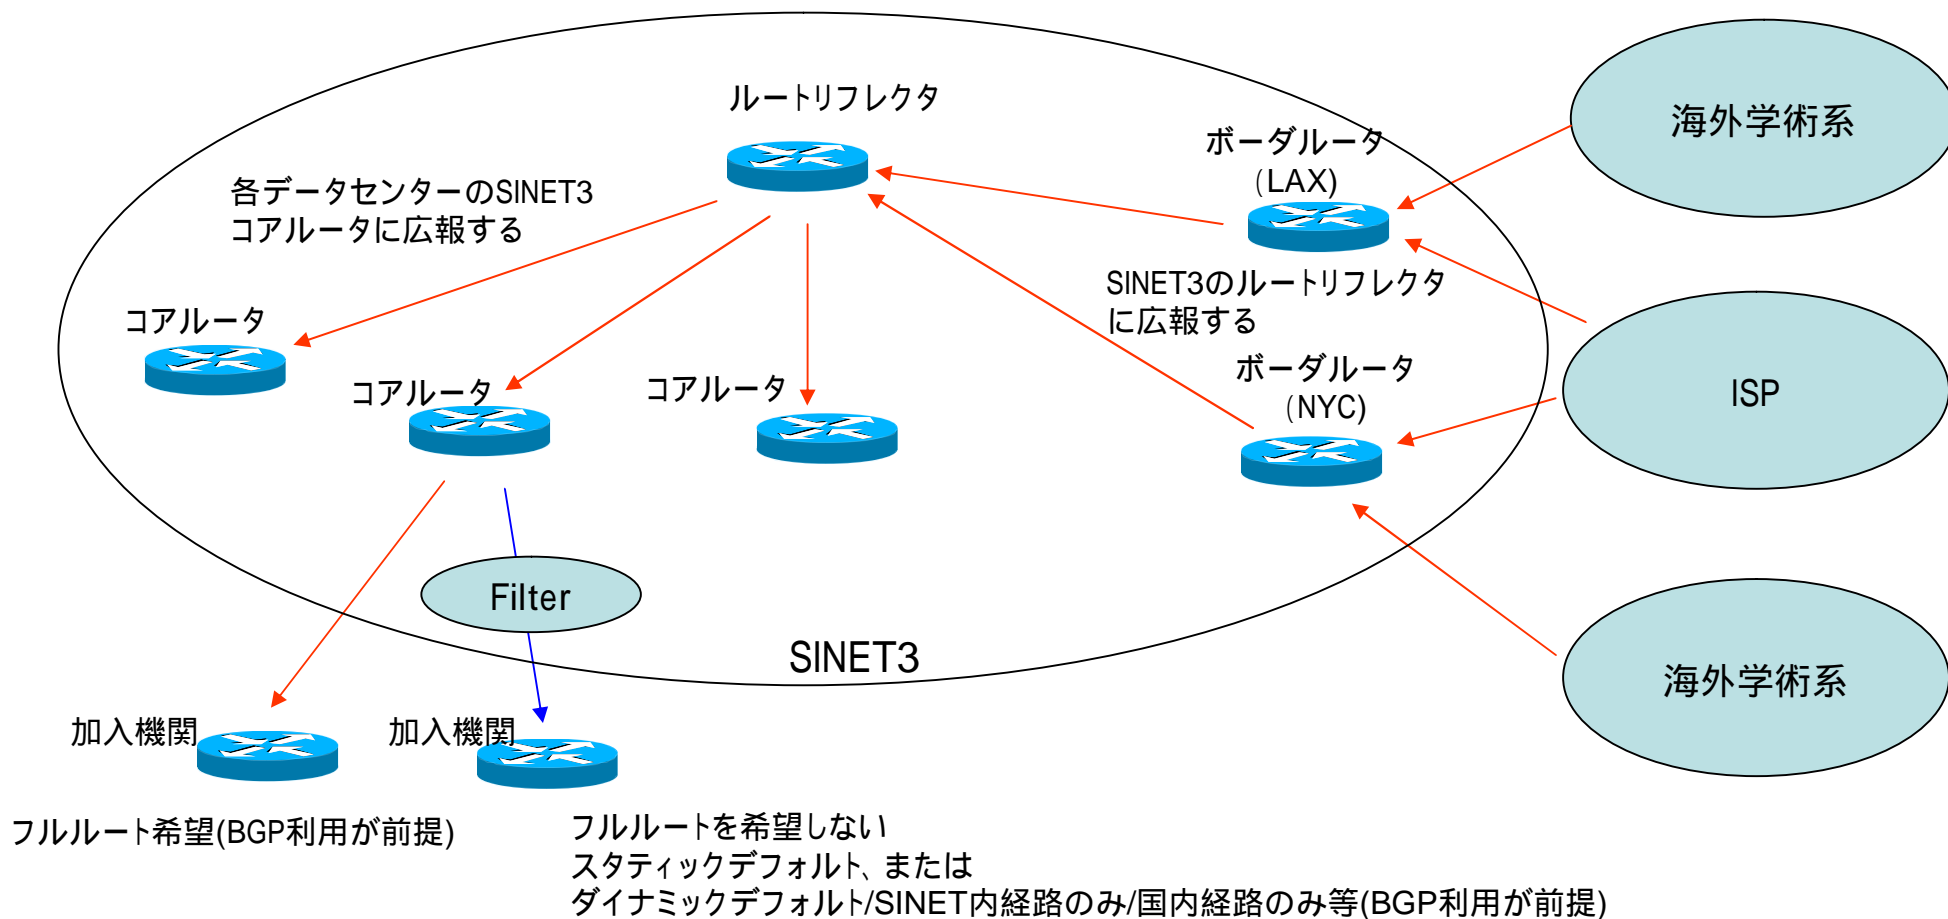 ルートリフレクタ
海外学術系
ボーダルータ
(LAX)
各データセンターのSINET3
コアルータに広報する
SINET3のルートリフレクタ
に広報する
コアルータ
コアルータ
コアルータ
ボーダルータ
(NYC)
ISP
Filter
SINET3
海外学術系
加入機関
加入機関
フルルート希望(BGP利用が前提)
フルルートを希望しない
スタティックデフォルト、または
ダイナミックデフォルト/SINET内経路のみ/国内経路のみ等(BGP利用が前提)